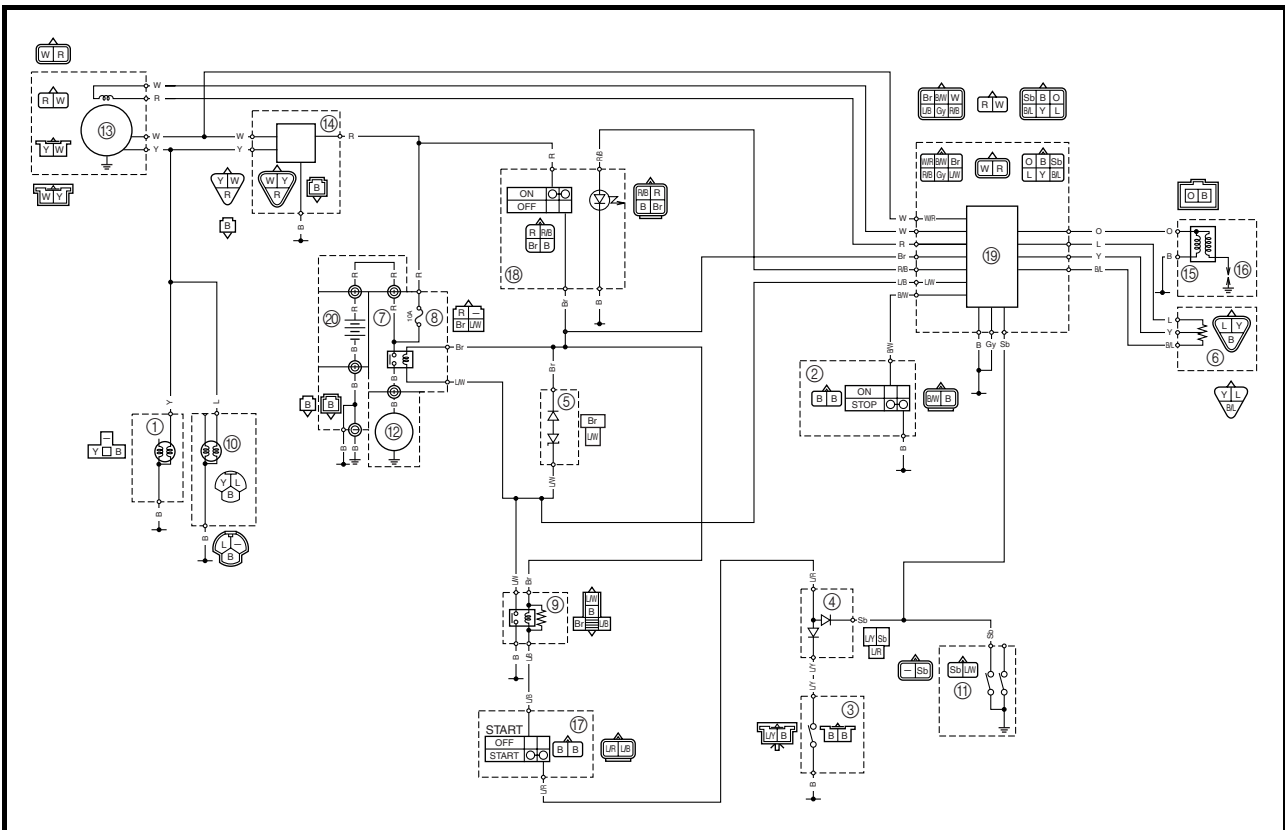 W R
R W
Y W
W Y
⑬
W
R
W
Y
W
Y
⑭
R
Y W
R
W Y
R
B
B
B
R
R
R/B
ON
OFF
R/B R
B Br
R R/B
Br B
⑱
Br
B
Br B/W W
L/B Gy R/B
R W
Sb B O
B/L Y L
W/R B/W Br
R/B Gy L/W
W R
O B Sb
L Y B/L
W W/R
W
R
Br
R/B
L/B L/W
B/W
⑲
O
L
Y
B/L
B Gy Sb
O B
O
B
⑮
⑯
L
Y
B/L
L Y
B
⑥
Y L
B/L
R
R
R
R
⑳
⑦
10A
⑧
R −
Br L/W
Br
L/W
B
B
B
B
B
B
B
⑫
Br
⑤
Br
L/W
L/W
B/W
②
B B
ON
STOP
B/W B
B
Y
L
①
−
Y B
⑩
Y L
B
B
B
L −
B
L/W
Br
⑨
L/W
B
Br L/B
B
L/B
L/B
START
⑰
OFF
START
B B
L/R L/B
L/R
L/R
④
Sb
L/Y Sb
L/R
L/Y
L/Y
③
L/Y B
B B
B
Sb
− Sb
Sb L/W
⑪